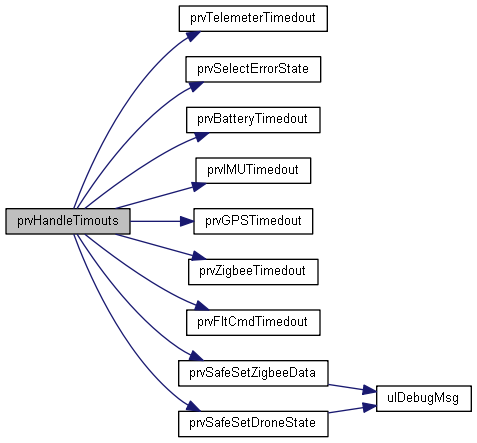 prvTelemeterTimedout
prvSelectErrorState
prvBatteryTimedout
prvIMUTimedout
prvHandleTimouts
prvGPSTimedout
prvZigbeeTimedout
prvFltCmdTimedout
prvSafeSetZigbeeData
ulDebugMsg
prvSafeSetDroneState